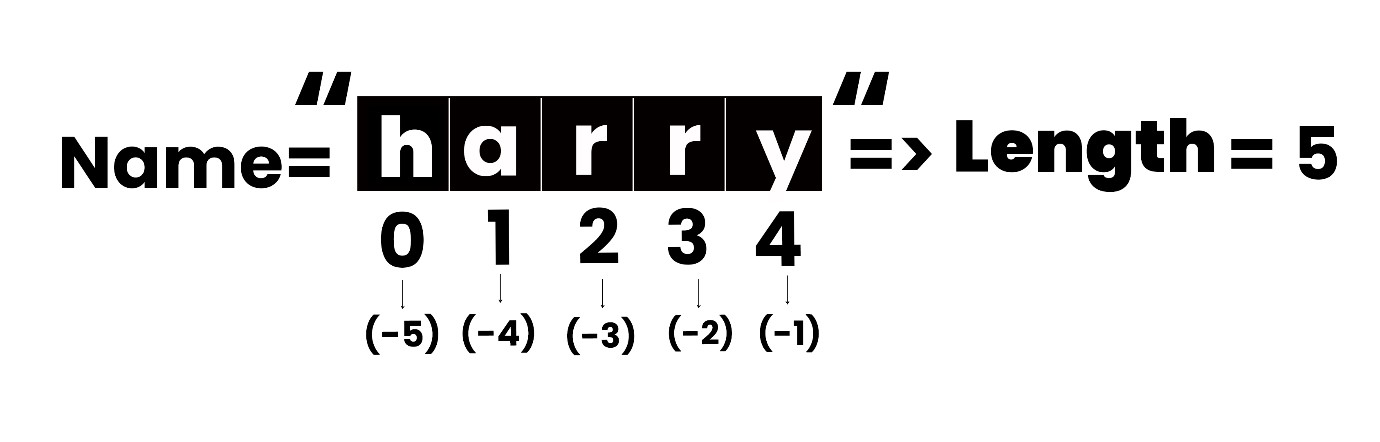 Name= “harry“ => Length = 5
0 1 2 3 4
(-5) (-4) (-3) (-2) (-1)